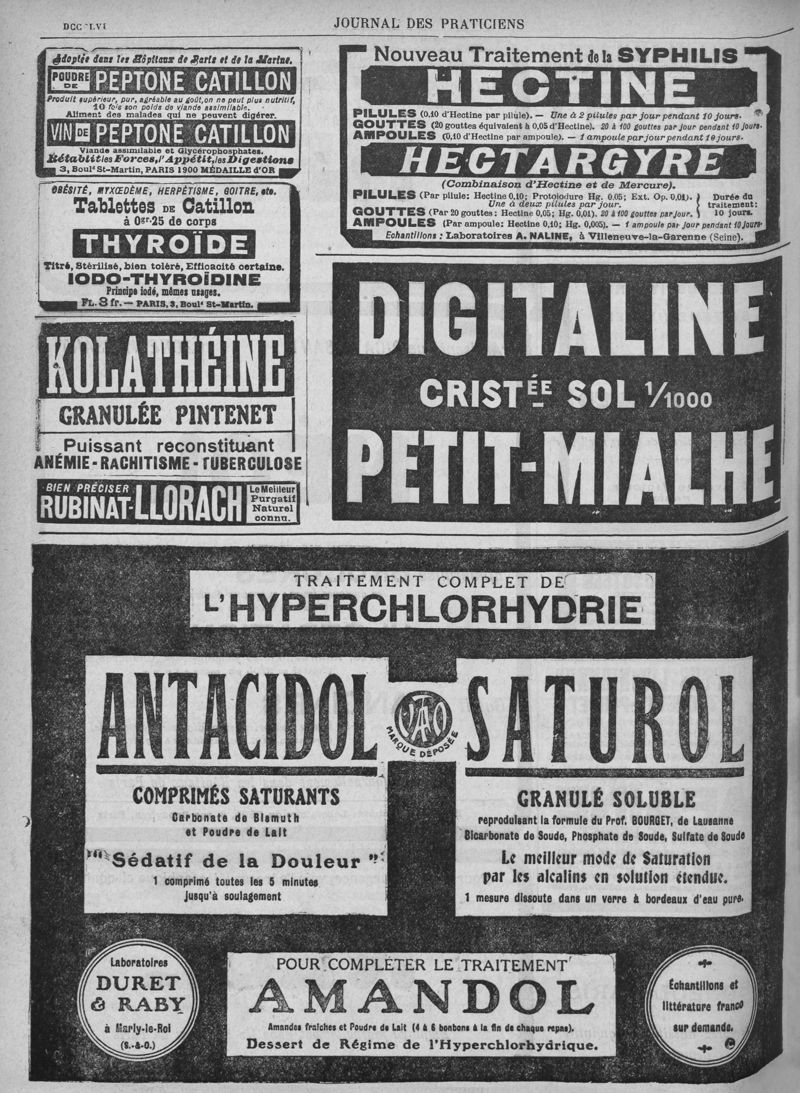 JOURNAL DES PRATICIENS
Adoptée dans les Hôpitaux de Paris et de la Marine.
POUDRE DE PEPTONE CATILLON
Produit supérieur, pur, agréable au goût, on ne peut plus nutritif,
10 fois son poids de viande assimilable.
Aliment des malades qui ne peuvent digérer.
VIN DE PEPTONE CATILLON
Viande assimilable et Glycérophosphates.
Rétablit les Forces, l'Appétit, les Digestions
3, Boulᵈ St-Martin, PARIS 1900 MÉDAILLE D'OR
OBÉSITÉ, MYXŒDÈME, HERPÉTISME, GOITRE, etc.
Tablettes DE Catillon
à 0gr.25 de corps
THYROÏDE
Titré, Stérilisé, bien toléré, Efficacité certaine.
IODO-THYROÏDINE
Principe iodé, mêmes usages.
FL. 3 fr. — PARIS, 3, Boulᵈ St-Martin.
KOLATHÉINE
GRANULÉE PINTENET
Puissant reconstituant
ANÉMIE - RACHITISME - TUBERCULOSE
BIEN PRÉCISER
RUBINAT-LLORACH
Le Meilleur
Purgatif
Naturel
connu.
Nouveau Traitement de la SYPHILIS
HECTINE
PILULES (0,10 d'Hectine par pilule). — Une à 2 pilules par jour pendant 10 jours.
GOUTTES (20 gouttes équivalent à 0,05 d'Hectine). 20 à 100 gouttes par jour pendant 10 jours.
AMPOULES (0,10 d'Hectine par ampoule). — 1 ampoule par jour pendant 10 jours.
HECTARGYRE
(Combinaison d'Hectine et de Mercure).
PILULES (Par pilule: Hectine 0,10; Protoiodure Hg. 0,05; Ext. Op. 0,01).
Une à deux pilules par jour.
GOUTTES (Par 20 gouttes: Hectine 0,05; Hg. 0,01). 20 à 100 gouttes par jour.
Durée du
traitement:
10 jours.
AMPOULES (Par ampoule: Hectine 0,10; Hg. 0,005). — 1 ampoule par jour pendant 10 jours.
Echantillons : Laboratoires A. NALINE, à Villeneuve-la-Garenne (Seine).
DIGITALINE
CRISTÉE SOL 1/1000
PETIT-MIALHE
TRAITEMENT COMPLET DE
L'HYPERCHLORHYDRIE
ANTACIDOL
COMPRIMÉS SATURANTS
Carbonate de Bismuth
et Poudre de Lait
"Sédatif de la Douleur"
1 comprimé toutes les 5 minutes
jusqu'à soulagement
MARQUE DÉPOSÉE
SATUROL
GRANULÉ SOLUBLE
reproduisant la formule du Prof. BOURGET, de Lausanne
Bicarbonate de Soude, Phosphate de Soude, Sulfate de Soude
Le meilleur mode de Saturation
par les alcalins en solution étendue.
1 mesure dissoute dans un verre à bordeaux d'eau pure.
Laboratoires
DURET
& RABY
à Marly-le-Roi
(S.-&-O.)
POUR COMPLÉTER LE TRAITEMENT
AMANDOL
Amandes fraîches et Poudre de Lait (4 à 6 bonbons à la fin de chaque repas).
Dessert de Régime de l'Hyperchlorhydrique.
Échantillons et
littérature franco
sur demande.